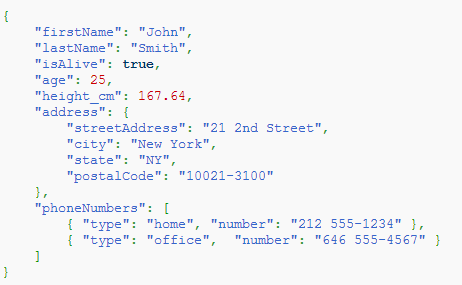 {
    "firstName": "John",
    "lastName": "Smith",
    "isAlive": true,
    "age": 25,
    "height_cm": 167.64,
    "address": {
        "streetAddress": "21 2nd Street",
        "city": "New York",
        "state": "NY",
        "postalCode": "10021-3100"
    },
    "phoneNumbers": [
        { "type": "home", "number": "212 555-1234" },
        { "type": "office",  "number": "646 555-4567" }
    ]
}